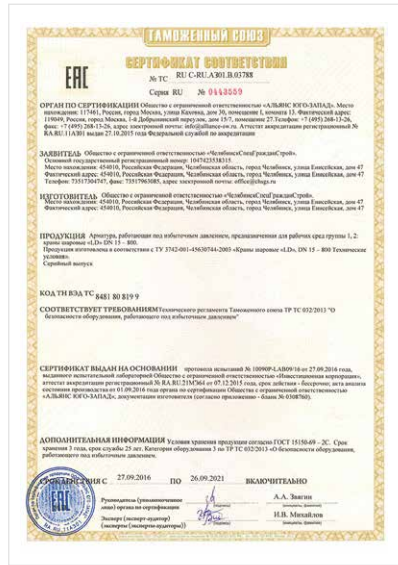 ТАМОЖЕННЫЙ СОЮЗ
СЕРТИФИКАТ СООТВЕТСТВИЯ
ЕАС
№ ТС RU C-RU.АЗ01.В.03788
Серия RU № 0443559
ОРГАН ПО СЕРТИФИКАЦИИ Общество с ограниченной ответственностью «АЛЬЯНС ЮГО-ЗАПАД». Место
нахождения: 117461, Россия, город Москва, улица Каховка, дом 30, помещение I, комната 13. Фактический адрес:
119049, Россия, город Москва, 1-й Добрынинский переулок, дом 15/7, помещение 27. Телефон: +7 (495) 268-13-26,
факс: +7 (495) 268-13-26, адрес электронной почты: info@alliance-sw.ru. Аттестат аккредитации регистрационный №
RA.RU.11АЗ01 выдан 27.10.2015 года Федеральной службой по аккредитации
ЗАЯВИТЕЛЬ Общество с ограниченной ответственностью «ЧелябинскСпецГражданСтрой».
Основной государственный регистрационный номер: 1047423538315.
Место нахождения: 454010, Российская Федерация, Челябинская область, город Челябинск, улица Енисейская, дом 47
Фактический адрес: 454010, Российская Федерация, Челябинская область, город Челябинск, улица Енисейская, дом 47
Телефон: 73517304747, факс: 73517963085, адрес электронной почты: office@chsgs.ru
ИЗГОТОВИТЕЛЬ Общество с ограниченной ответственностью «ЧелябинскСпецГражданСтрой».
Место нахождения: 454010, Российская Федерация, Челябинская область, город Челябинск, улица Енисейская, дом 47
Фактический адрес: 454010, Российская Федерация, Челябинская область, город Челябинск, улица Енисейская, дом 47
ПРОДУКЦИЯ Арматура, работающая под избыточным давлением, предназначенная для рабочих сред группы 1, 2:
краны шаровые «LD» DN 15 – 800.
Продукция изготовлена в соответствии с ТУ 3742-001-45630744-2003 «Краны шаровые «LD», DN 15 – 800 Технические
условия».
Серийный выпуск
КОД ТН ВЭД ТС 8481 80 819 9
СООТВЕТСТВУЕТ ТРЕБОВАНИЯМ Технического регламента Таможенного союза ТР ТС 032/2013 "О
безопасности оборудования, работающего под избыточным давлением"
СЕРТИФИКАТ ВЫДАН НА ОСНОВАНИИ протокола испытаний № 10090Р-LAB09/16 от 27.09.2016 года,
выданного испытательной лабораторией Общество с ограниченной ответственностью «Инвестиционная корпорация»,
аттестат аккредитации регистрационный № RA.RU.21МЭ64 от 07.12.2015 года, срок действия - бессрочно; акта анализа
состояния производства от 01.09.2016 года органа по сертификации Общество с ограниченной ответственностью
«АЛЬЯНС ЮГО-ЗАПАД», документации изготовителя (согласно приложению - бланк № 0308760).
ДОПОЛНИТЕЛЬНАЯ ИНФОРМАЦИЯ Условия хранения продукции согласно ГОСТ 15150-69 - 2С. Срок
хранения 3 года, срок службы 25 лет. Категория оборудования 3 по ТР ТС 032/2013 «О безопасности оборудования,
работающего под избыточным давлением».
СРОК ДЕЙСТВИЯ С 27.09.2016 ПО 26.09.2021 ВКЛЮЧИТЕЛЬНО
Руководитель (уполномоченное
лицо) органа по сертификации
А.А. Звягин
Эксперт (эксперт-аудитор)
(эксперты (эксперты-аудиторы))
И.В. Михайлов
ЕАС
RA.RU.11АЗ01